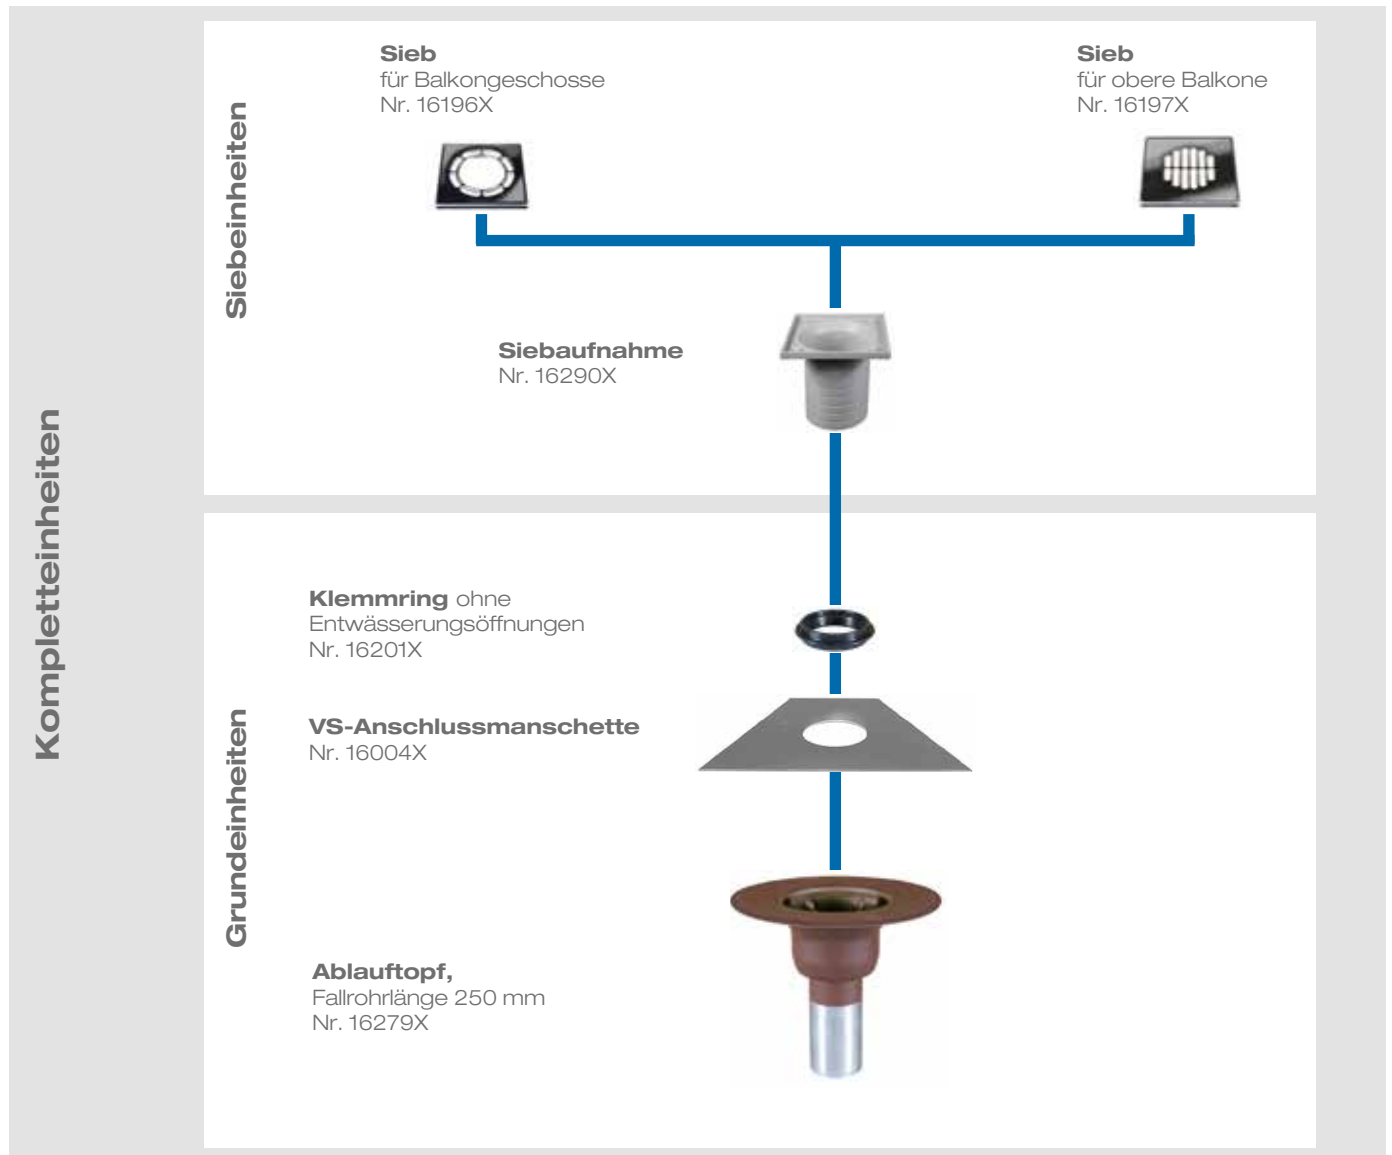 Kompletteinheiten
Siebeinheiten
Sieb
für Balkongeschosse
Nr. 16196X
Sieb
für obere Balkone
Nr. 16197X
Siebaufnahme
Nr. 16290X
Grundeinheiten
Klemmring ohne
Entwässerungsöffnungen
Nr. 16201X
VS-Anschlussmanschette
Nr. 16004X
Ablauftopf,
Fallrohrlänge 250 mm
Nr. 16279X